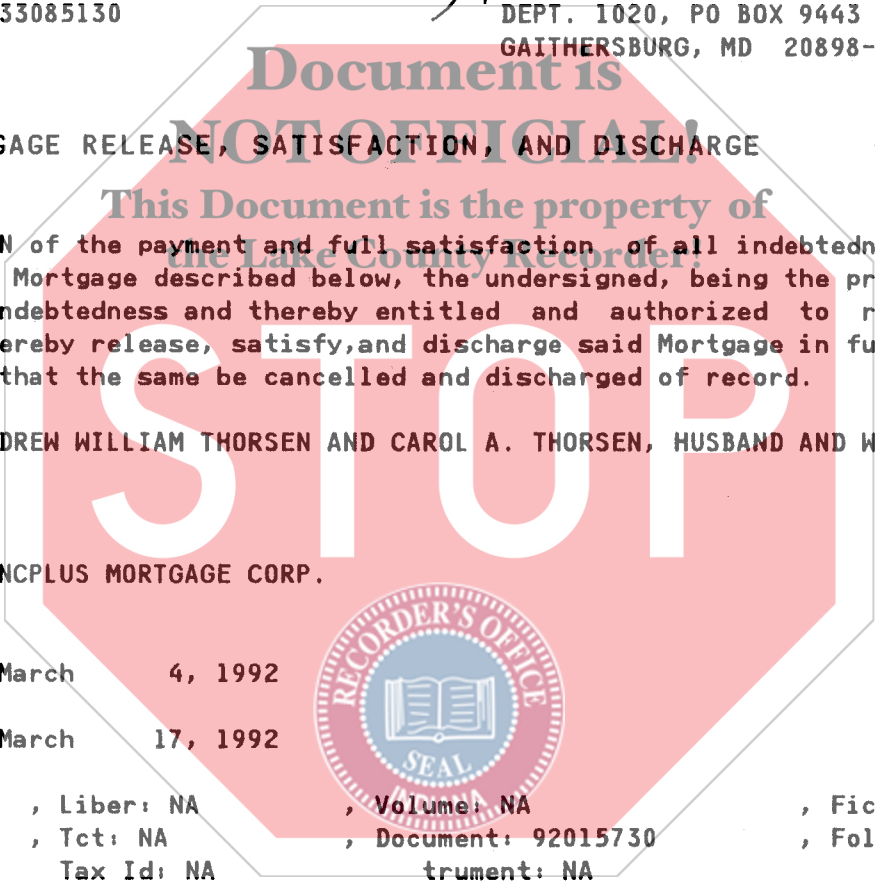 33085130 DEPT. 1020, PO BOX 9443
GAITHERSBURG, MD 20898-
Document is
NOT OFFICIAL!
GAGE RELEASE, SATISFACTION, AND DISCHARGE
This Document is the property of
the Lake County Recorder!
N of the payment and full satisfaction of all indebtedn
Mortgage described below, the undersigned, being the pr
ndebtedness and thereby entitled and authorized to r
ereby release, satisfy,and discharge said Mortgage in fu
that the same be cancelled and discharged of record.
STOP
DREW WILLIAM THORSEN AND CAROL A. THORSEN, HUSBAND AND W
NCPLUS MORTGAGE CORP.
RECORDER'S OFFICE
SEAL
INDIANA
March 4, 1992
March 17, 1992
, Liber: NA , Volume: NA , Fic
, Tct: NA , Document: 92015730 , Fol
Tax Id: NA trument: NA